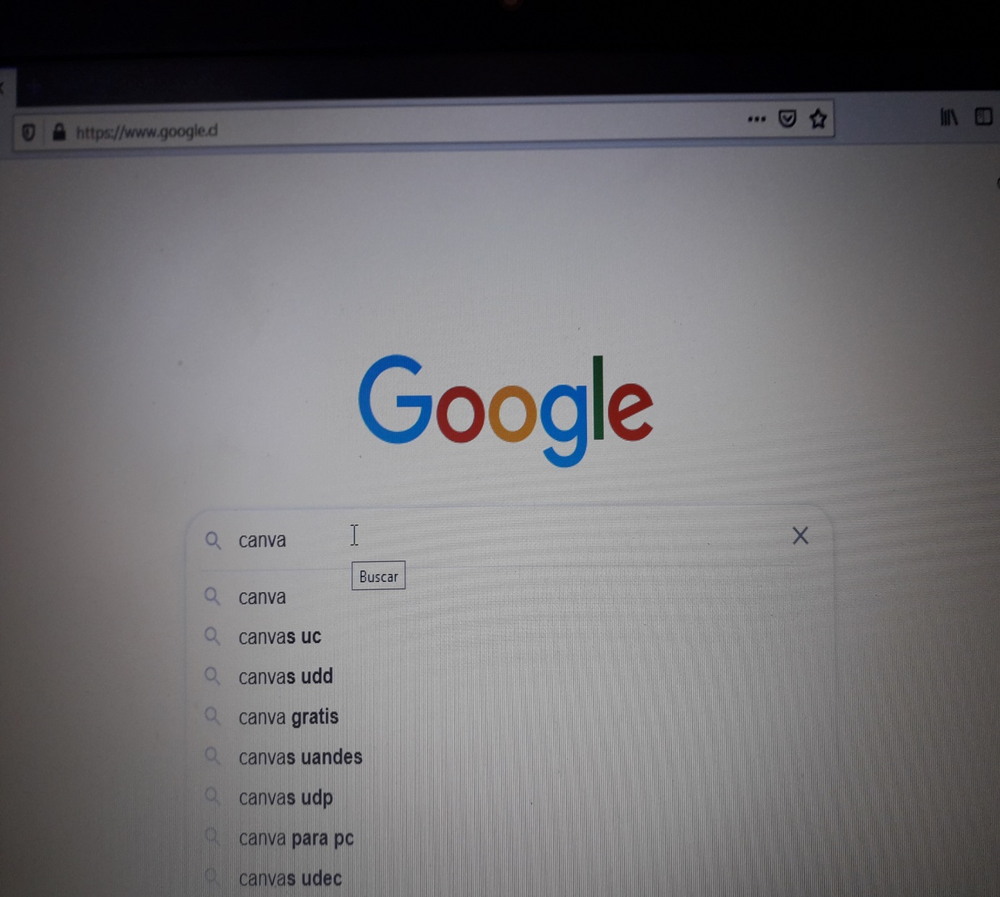 https://www.google.cl
Google
canva
Buscar
canva
canvas uc
canvas udd
canva gratis
canvas uandes
canvas udp
canva para pc
canvas udec